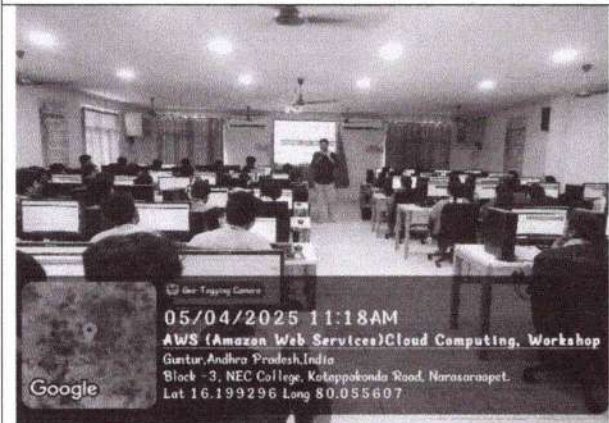 Geo-Tagging Camera
05/04/2025 11:18AM
AWS (Amazon Web Services)Cloud Computing, Workshop
Guntur,Andhra Pradesh,India
Block -3, NEC College, Kotappakonda Road, Narasaraopet.
Lat 16.199296 Long 80.055607
Google